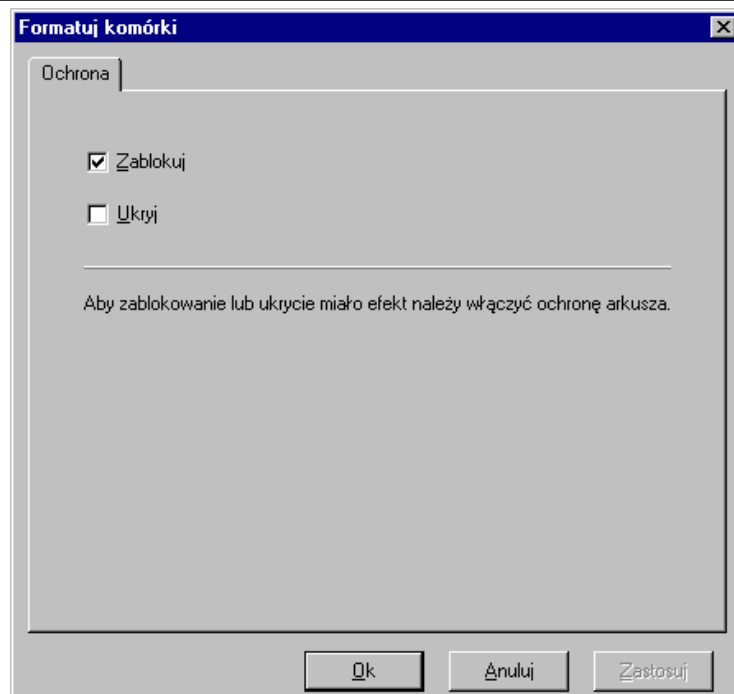 Formatuj komórki
Ochrona
Zablokuj
Ukryj
Aby zablokowanie lub ukrycie miało efekt należy włączyć ochronę arkusza.
Ok Anuluj Zastosuj